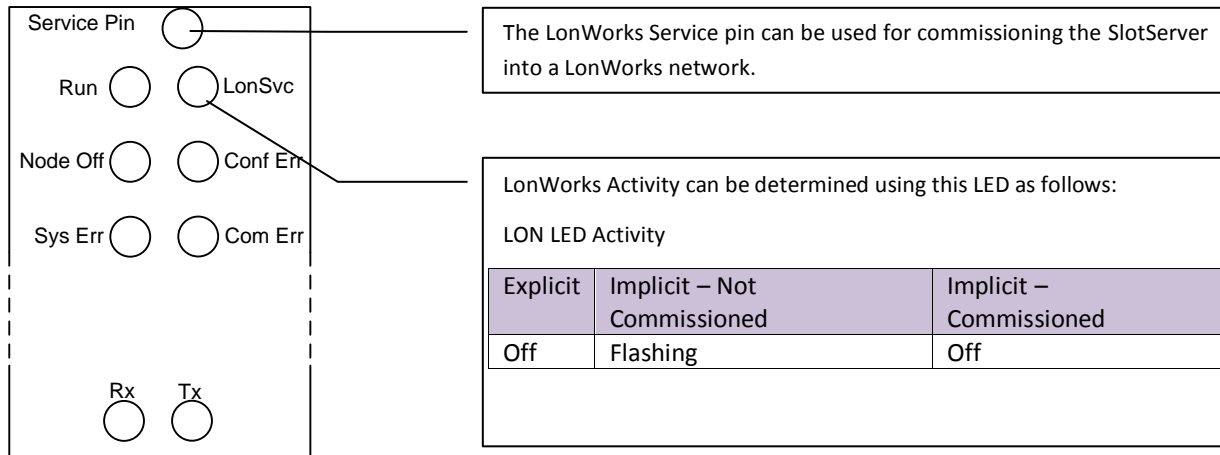 Service Pin
Run
LonSvc
Node Off
Conf Err
Sys Err
Com Err
Rx
Tx
The LonWorks Service pin can be used for commissioning the SlotServer
into a LonWorks network.
LonWorks Activity can be determined using this LED as follows:
LON LED Activity
Explicit
Implicit – Not
Commissioned
Implicit –
Commissioned
Off
Flashing
Off